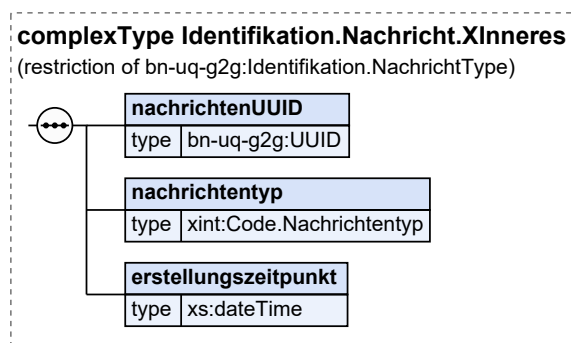 complexType Identifikation.Nachricht.XInneres
(restriction of bn-uq-g2g:Identifikation.NachrichtType)
nachrichtenUUID
type bn-uq-g2g:UUID
nachrichtentyp
type xint:Code.Nachrichtentyp
erstellungszeitpunkt
type xs:dateTime